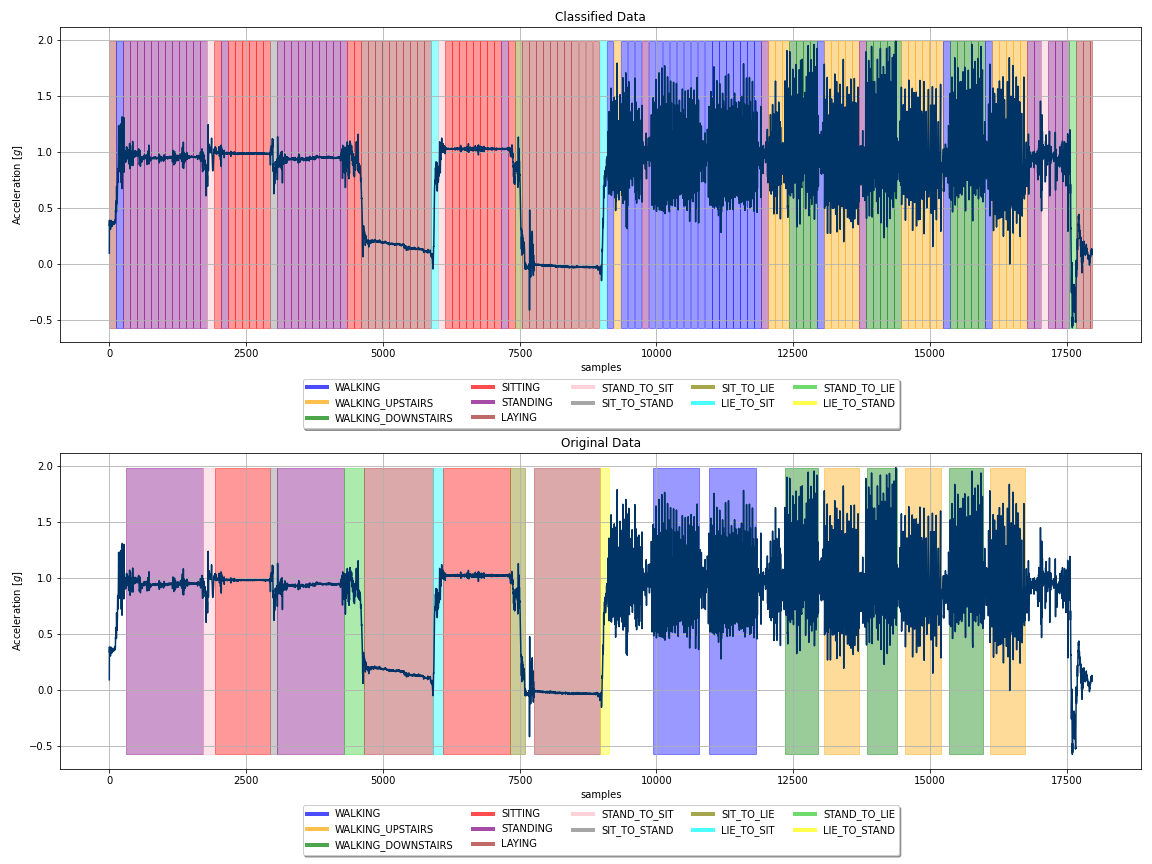 Classified Data
2.0
1.5
1.0
0.5
0.0
−0.5
Acceleration [g]
0 2500 5000 7500 10000 12500 15000 17500
samples
WALKING SITTING STAND_TO_SIT SIT_TO_LIE STAND_TO_LIE
WALKING_UPSTAIRS STANDING SIT_TO_STAND LIE_TO_SIT LIE_TO_STAND
WALKING_DOWNSTAIRS LAYING
Original Data
2.0
1.5
1.0
0.5
0.0
−0.5
Acceleration [g]
0 2500 5000 7500 10000 12500 15000 17500
samples
WALKING SITTING STAND_TO_SIT SIT_TO_LIE STAND_TO_LIE
WALKING_UPSTAIRS STANDING SIT_TO_STAND LIE_TO_SIT LIE_TO_STAND
WALKING_DOWNSTAIRS LAYING